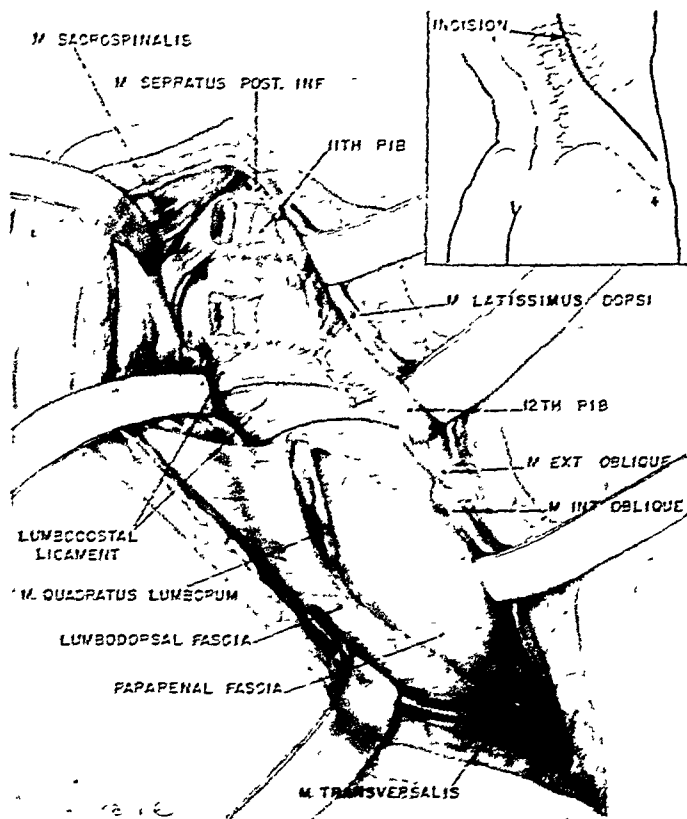 INCISION
M SACROSPINALIS
M SERRATUS POST. INF
11TH RIB
M LATISSIMUS DORSI
12TH RIB
M EXT OBLIQUE
M INT OBLIQUE
LUMBOCOSTAL
LIGAMENT
M. QUADRATUS LUMBORUM
LUMBODORSAL FASCIA
PARARENAL FASCIA
M. TRANSVERSALIS